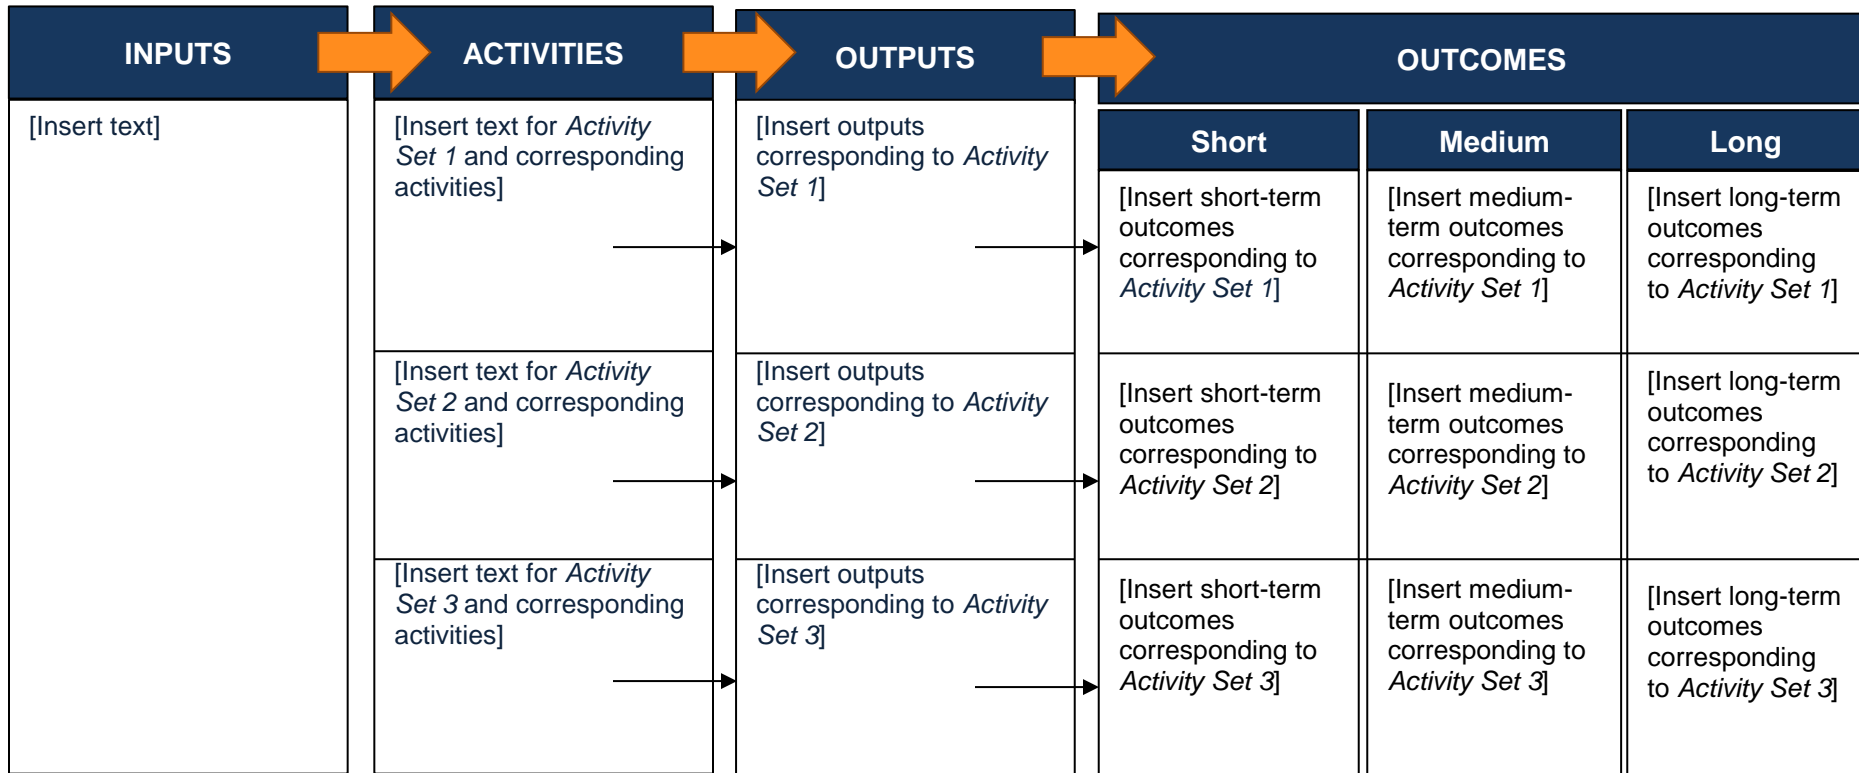 INPUTS
ACTIVITIES
OUTPUTS
OUTCOMES
[Insert text]
[Insert text for Activity
Set 1 and corresponding
activities]
[Insert outputs
corresponding to Activity
Set 1]
Short
Medium
Long
[Insert short-term
outcomes
corresponding to
Activity Set 1]
[Insert medium-
term outcomes
corresponding to
Activity Set 1]
[Insert long-term
outcomes
corresponding
to Activity Set 1]
[Insert text for Activity
Set 2 and corresponding
activities]
[Insert outputs
corresponding to Activity
Set 2]
[Insert short-term
outcomes
corresponding to
Activity Set 2]
[Insert medium-
term outcomes
corresponding to
Activity Set 2]
[Insert long-term
outcomes
corresponding
to Activity Set 2]
[Insert text for Activity
Set 3 and corresponding
activities]
[Insert outputs
corresponding to Activity
Set 3]
[Insert short-term
outcomes
corresponding to
Activity Set 3]
[Insert medium-
term outcomes
corresponding to
Activity Set 3]
[Insert long-term
outcomes
corresponding
to Activity Set 3]